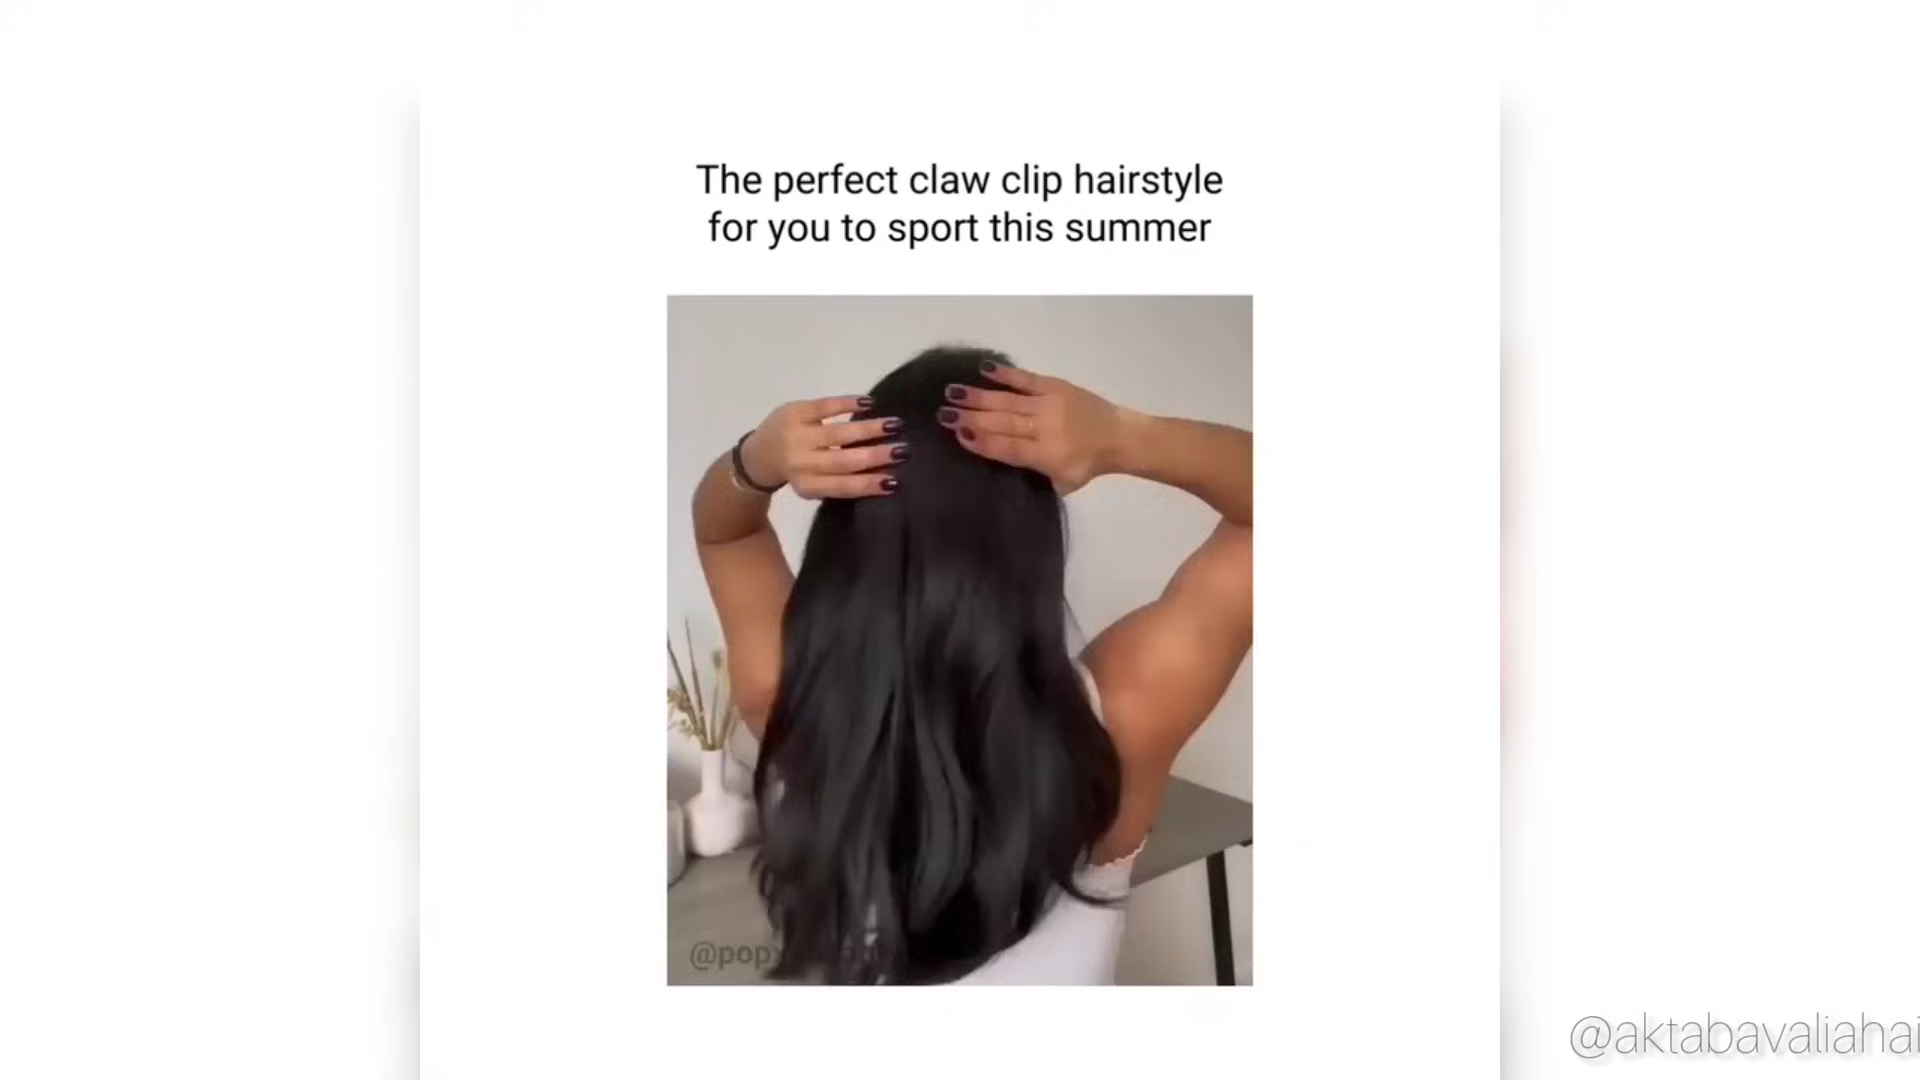 The perfect claw clip hairstyle
for you to sport this summer
@aktabavaliahai